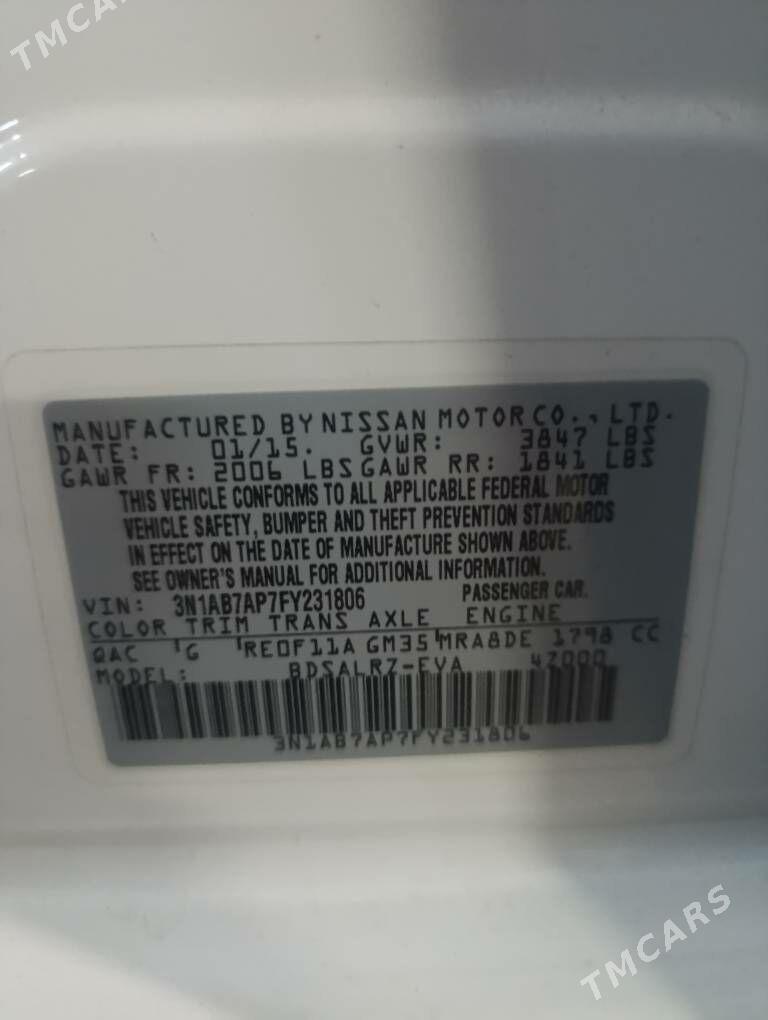 TMCARS
MANUFACTURED BY NISSAN MOTOR CO., LTD.
DATE: 01/15. GVWR: 3847 LBS
GAWR FR: 2006 LBS GAWR RR: 1841 LBS
THIS VEHICLE CONFORMS TO ALL APPLICABLE FEDERAL MOTOR
VEHICLE SAFETY, BUMPER AND THEFT PREVENTION STANDARDS
IN EFFECT ON THE DATE OF MANUFACTURE SHOWN ABOVE.
SEE OWNER'S MANUAL FOR ADDITIONAL INFORMATION.
VIN: 3N1AB7AP7FY231806 PASSENGER CAR.
COLOR TRIM TRANS AXLE ENGINE
QAC G RE0F11A GM35 MRA8DE 1798 CC
MODEL: BDSALRZ-EVA 4Z000
3N1AB7AP7FY231806
TMCARS